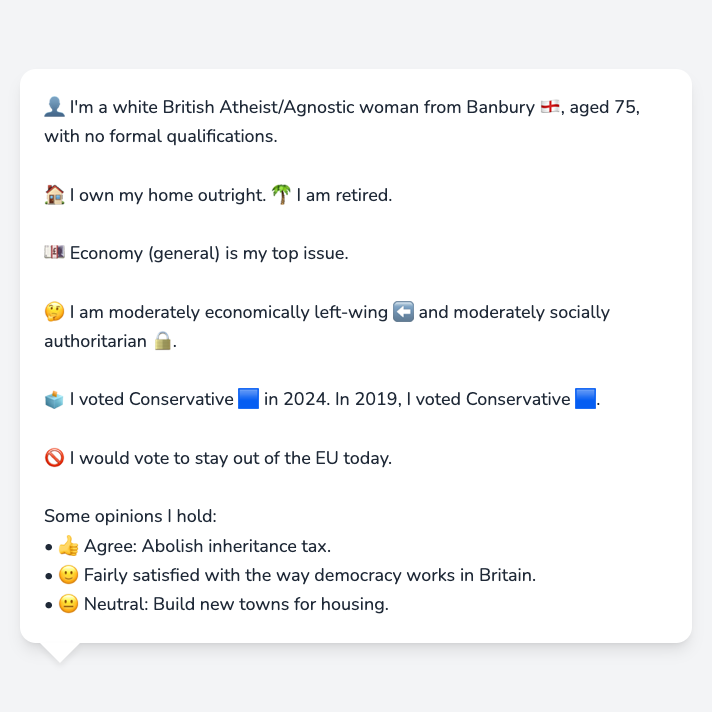 👤 I'm a white British Atheist/Agnostic woman from Banbury 🏴󠁧󠁢󠁥󠁮󠁧󠁿, aged 75,
with no formal qualifications.
🏠 I own my home outright. 🌴 I am retired.
💷 Economy (general) is my top issue.
🤔 I am moderately economically left-wing ⬅️ and moderately socially
authoritarian 🔒.
🗳️ I voted Conservative 🟦 in 2024. In 2019, I voted Conservative 🟦.
🚫 I would vote to stay out of the EU today.
Some opinions I hold:
• 👍 Agree: Abolish inheritance tax.
• 🙂 Fairly satisfied with the way democracy works in Britain.
• 😐 Neutral: Build new towns for housing.